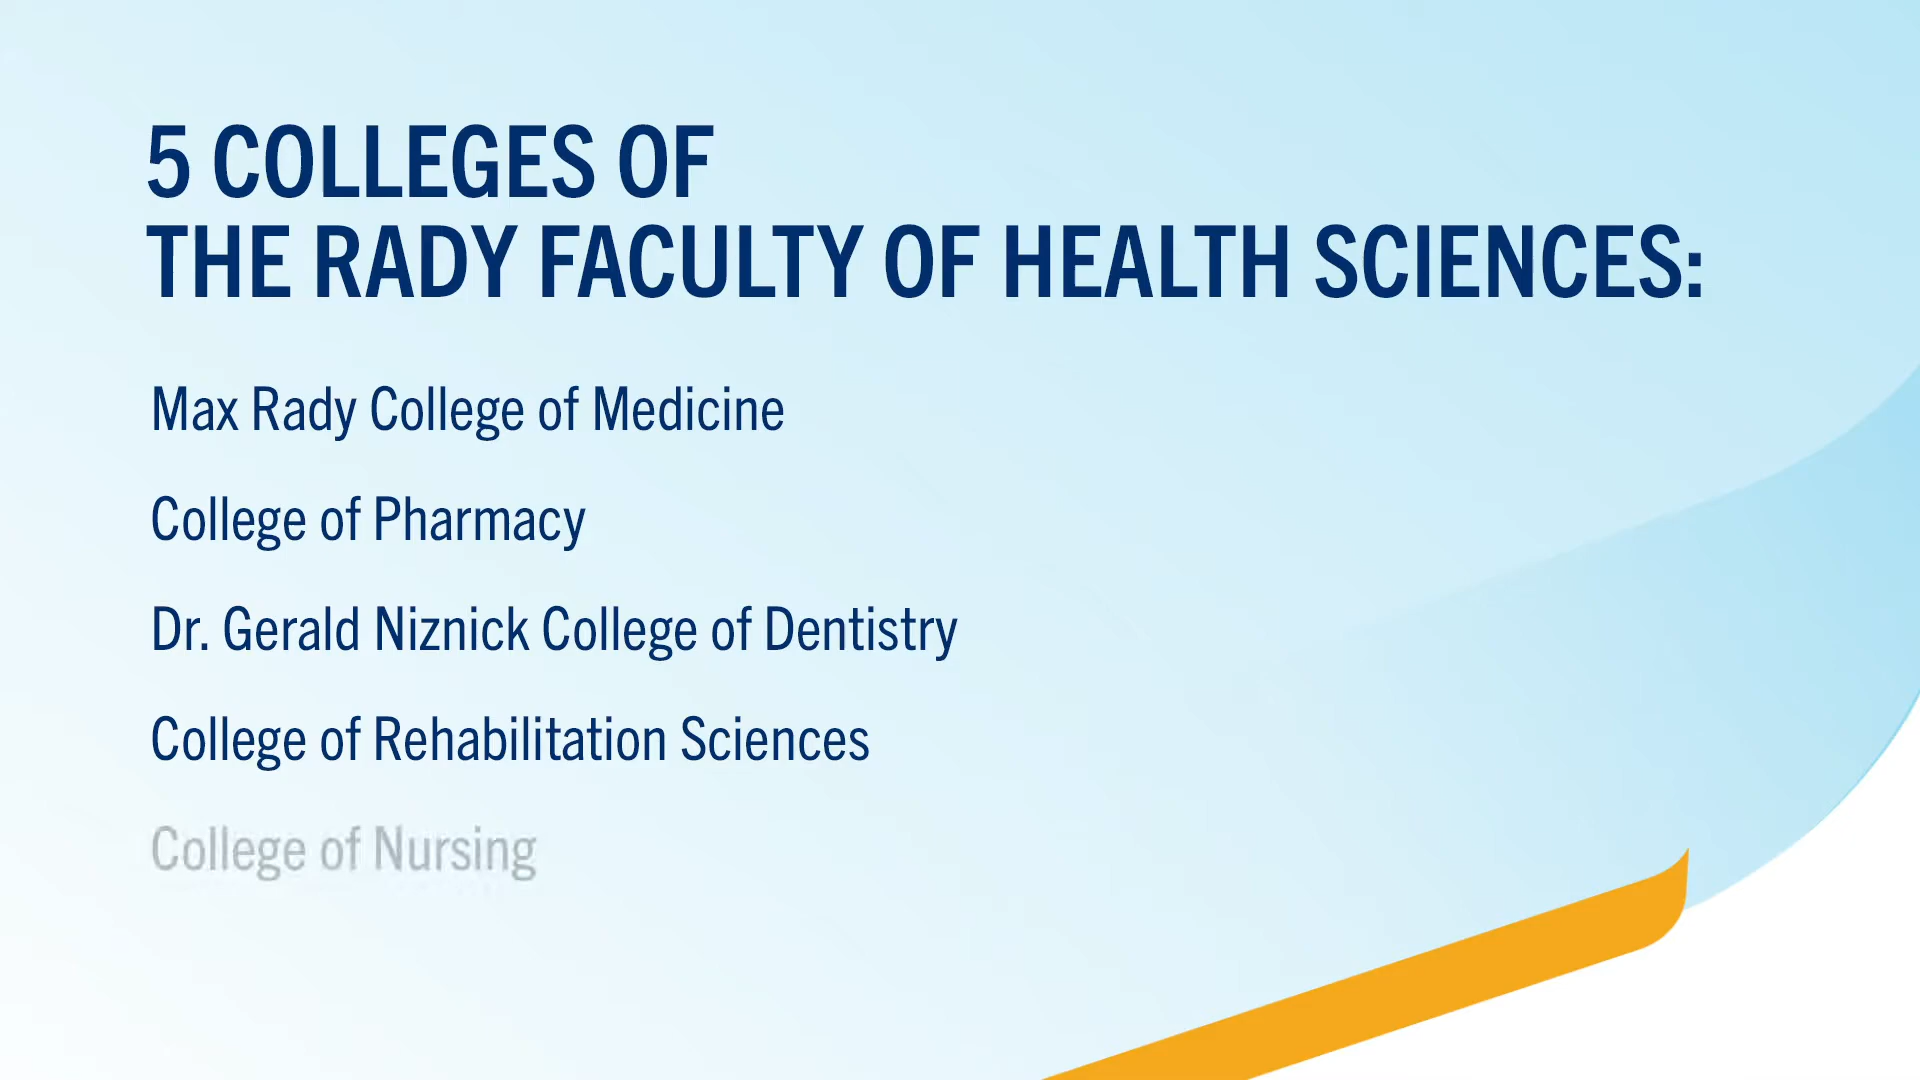 5 COLLEGES OF
THE RADY FACULTY OF HEALTH SCIENCES:
Max Rady College of Medicine
College of Pharmacy
Dr. Gerald Niznick College of Dentistry
College of Rehabilitation Sciences
College of Nursing